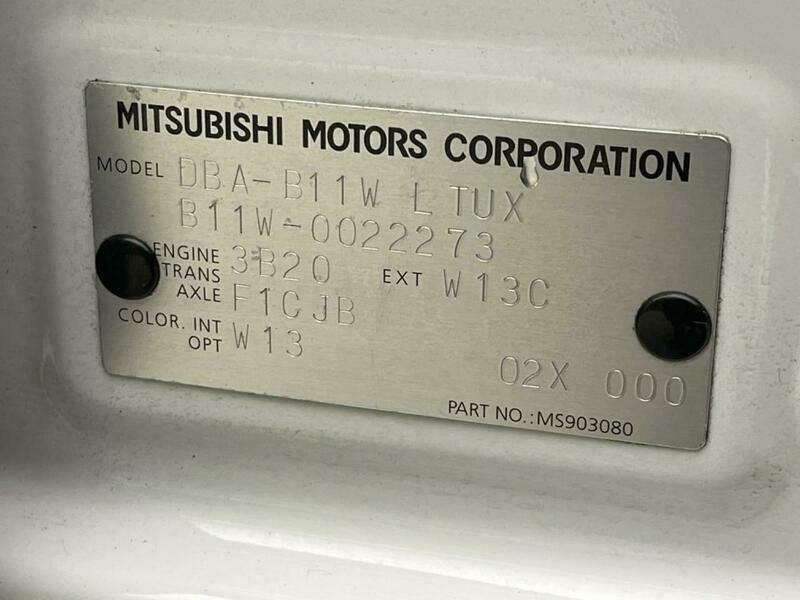 MITSUBISHI MOTORS CORPORATION
MODEL DBA-B11W LTUX
B11W-0022273
ENGINE 3B20 EXT W13C
TRANS AXLE F1CJB
COLOR. INT OPT W13
02X 000
PART NO.:MS903080